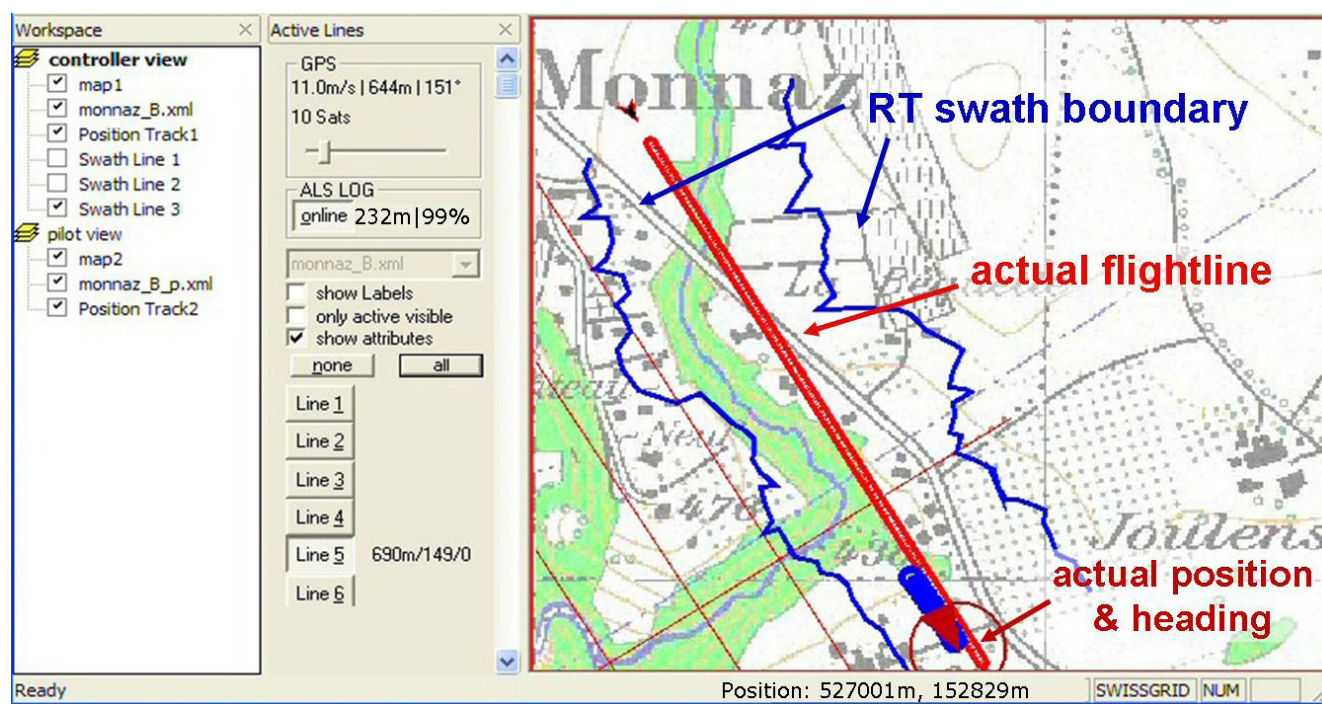 Workspace
controller view
map1
monnaz_B.xml
Position Track1
Swath Line 1
Swath Line 2
Swath Line 3
pilot view
map2
monnaz_B_p.xml
Position Track2
Active Lines
GPS
11.0m/s | 644m | 151°
10 Sats
ALS LOG
online 232m|99%
monnaz_B.xml
show Labels
only active visible
show attributes
none all
Line 1
Line 2
Line 3
Line 4
Line 5 690m/149/0
Line 6
Monnaz
RT swath boundary
actual flightline
476
Joulens
actual position
& heading
Ready
Position: 527001m, 152829m
SWISSGRID NUM